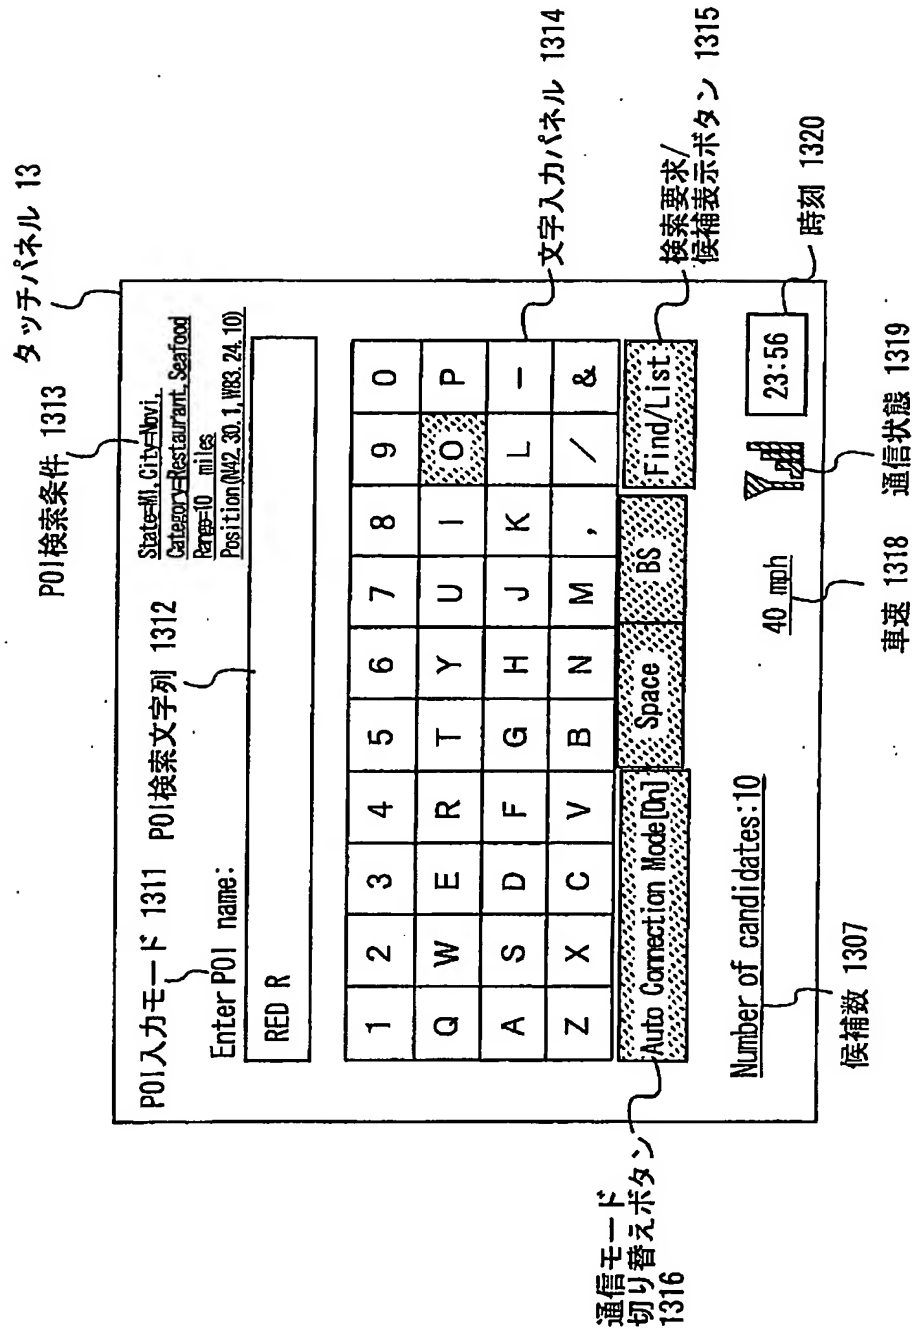 タッチパネル 13
POI検索条件 1313
POI入力モード 1311
POI検索文字列 1312
State=MI,City=Novi,
Category=Restaurant,Seafood
Range=10 miles
Position(N42.30.1,W83.24.10)
Enter POI name:
RED R
1 2 3 4 5 6 7 8 9 0
Q W E R T Y U I O P
A S D F G H J K L -
Z X C V B N M , / &
Auto Connection Mode[On] Space BS Find/List
Number of candidates:10
40 mph
23:56
文字入力パネル 1314
検索要求/
候補表示ボタン 1315
時刻 1320
通信状態 1319
車速 1318
候補数 1307
通信モード
切り替えボタン
1316